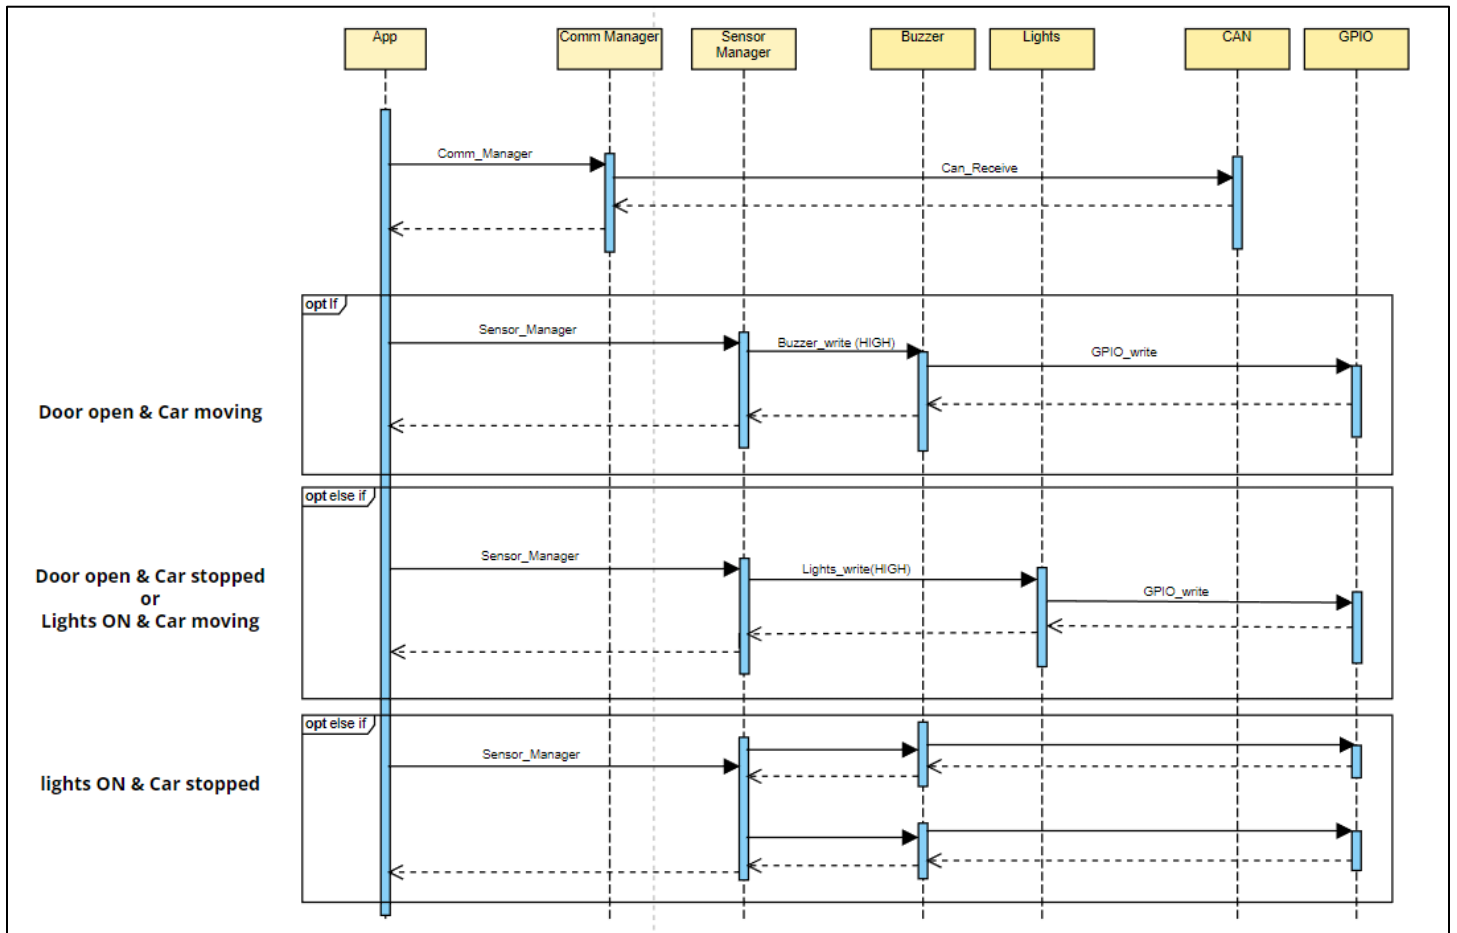 App
Comm Manager
Sensor
Manager
Buzzer
Lights
CAN
GPIO
Comm_Manager
Can_Receive
opt If
Sensor_Manager
Buzzer_write (HIGH)
GPIO_write
Door open & Car moving
opt else if
Sensor_Manager
Lights_write(HIGH)
GPIO_write
Door open & Car stopped
or
Lights ON & Car moving
opt else if
Sensor_Manager
lights ON & Car stopped